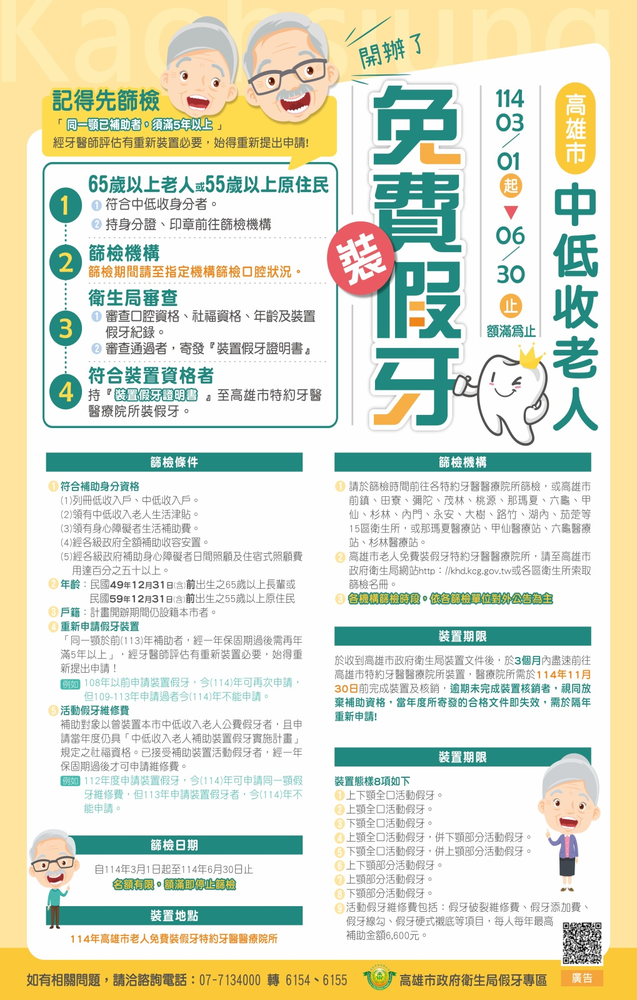 Kaohsiung
開辦了
高雄市
中低收老人
免費
裝
假牙
114
03/01
起
06/30
止
額滿為止
記得先篩檢
「同一顎已補助者，須滿5年以上」
經牙醫師評估有重新裝置必要，始得重新提出申請!
1
65歲以上老人或55歲以上原住民
1 符合中低收身分者。
2 持身分證、印章前往篩檢機構
2
篩檢機構
篩檢期間請至指定機構篩檢口腔狀況。
3
衛生局審查
1 審查口腔資格、社福資格、年齡及裝置
假牙紀錄。
2 審查通過者，寄發『裝置假牙證明書』
4
符合裝置資格者
持『裝置假牙證明書 』至高雄市特約牙醫
醫療院所裝假牙。
篩檢條件
1 符合補助身分資格
(1)列冊低收入戶、中低收入戶。
(2)領有中低收入老人生活津貼。
(3)領有身心障礙者生活補助費。
(4)經各級政府全額補助收容安置。
(5)經各級政府補助身心障礙者日間照顧及住宿式照顧費
用達百分之五十以上。
2 年齡：民國49年12月31日(含)前出生之65歲以上長輩或
民國59年12月31日(含)前出生之55歲以上原住民
3 戶籍：計畫開辦期間仍設籍本市者。
4 重新申請假牙裝置
「同一顎於前(113)年補助者，經一年保固期過後需再年
滿5年以上」，經牙醫師評估有重新裝置必要，始得重
新提出申請！
例如 108年以前申請裝置假牙，今(114)年可再次申請，
但109-113年申請過者今(114)年不能申請。
5 活動假牙維修費
補助對象以曾裝置本市中低收入老人公費假牙者，且申
請當年度仍具「中低收入老人補助裝置假牙實施計畫」
規定之社福資格。已接受補助裝置活動假牙者，經一年
保固期過後才可申請維修費。
例如 112年度申請裝置假牙，今(114)年可申請同一顎假
牙維修費，但113年申請裝置假牙者，今(114)年不
能申請。
篩檢日期
自114年3月1日起至114年6月30日止
名額有限，額滿即停止篩檢
裝置地點
114年高雄市老人免費裝假牙特約牙醫醫療院所
篩檢機構
1 請於篩檢時間前往各特約牙醫醫療院所篩檢，或高雄市
前鎮、田寮、彌陀、茂林、桃源、那瑪夏、六龜、甲
仙、杉林、內門、永安、大樹、路竹、湖內、茄萣等
15區衛生所，或那瑪夏醫療站、甲仙醫療站、六龜醫療
站、杉林醫療站。
2 高雄市老人免費裝假牙特約牙醫醫療院所，請至高雄市
政府衛生局網站http：//khd.kcg.gov.tw或各區衛生所索取
篩檢名冊。
3 各機構篩檢時段，依各篩檢單位對外公告為主
裝置期限
於收到高雄市政府衛生局裝置文件後，於3個月內盡速前往
高雄市特約牙醫醫療院所裝置，醫療院所需於114年11月
30日前完成裝置及核銷，逾期未完成裝置核銷者，視同放
棄補助資格，當年度所寄發的合格文件即失效，需於隔年
重新申請!
裝置期限
裝置態樣8項如下
1 上下顎全口活動假牙。
2 上顎全口活動假牙。
3 下顎全口活動假牙。
4 上顎全口活動假牙，併下顎部分活動假牙。
5 下顎全口活動假牙，併上顎部分活動假牙。
6 上下顎部分活動假牙。
7 上顎部分活動假牙。
8 下顎部分活動假牙。
9 活動假牙維修費包括：假牙破裂維修費、假牙添加費、
假牙線勾、假牙硬式襯底等項目，每人每年最高
補助金額6,600元。
如有相關問題，請洽諮詢電話：07-7134000 轉 6154、6155
高雄市政府衛生局假牙專區
廣告